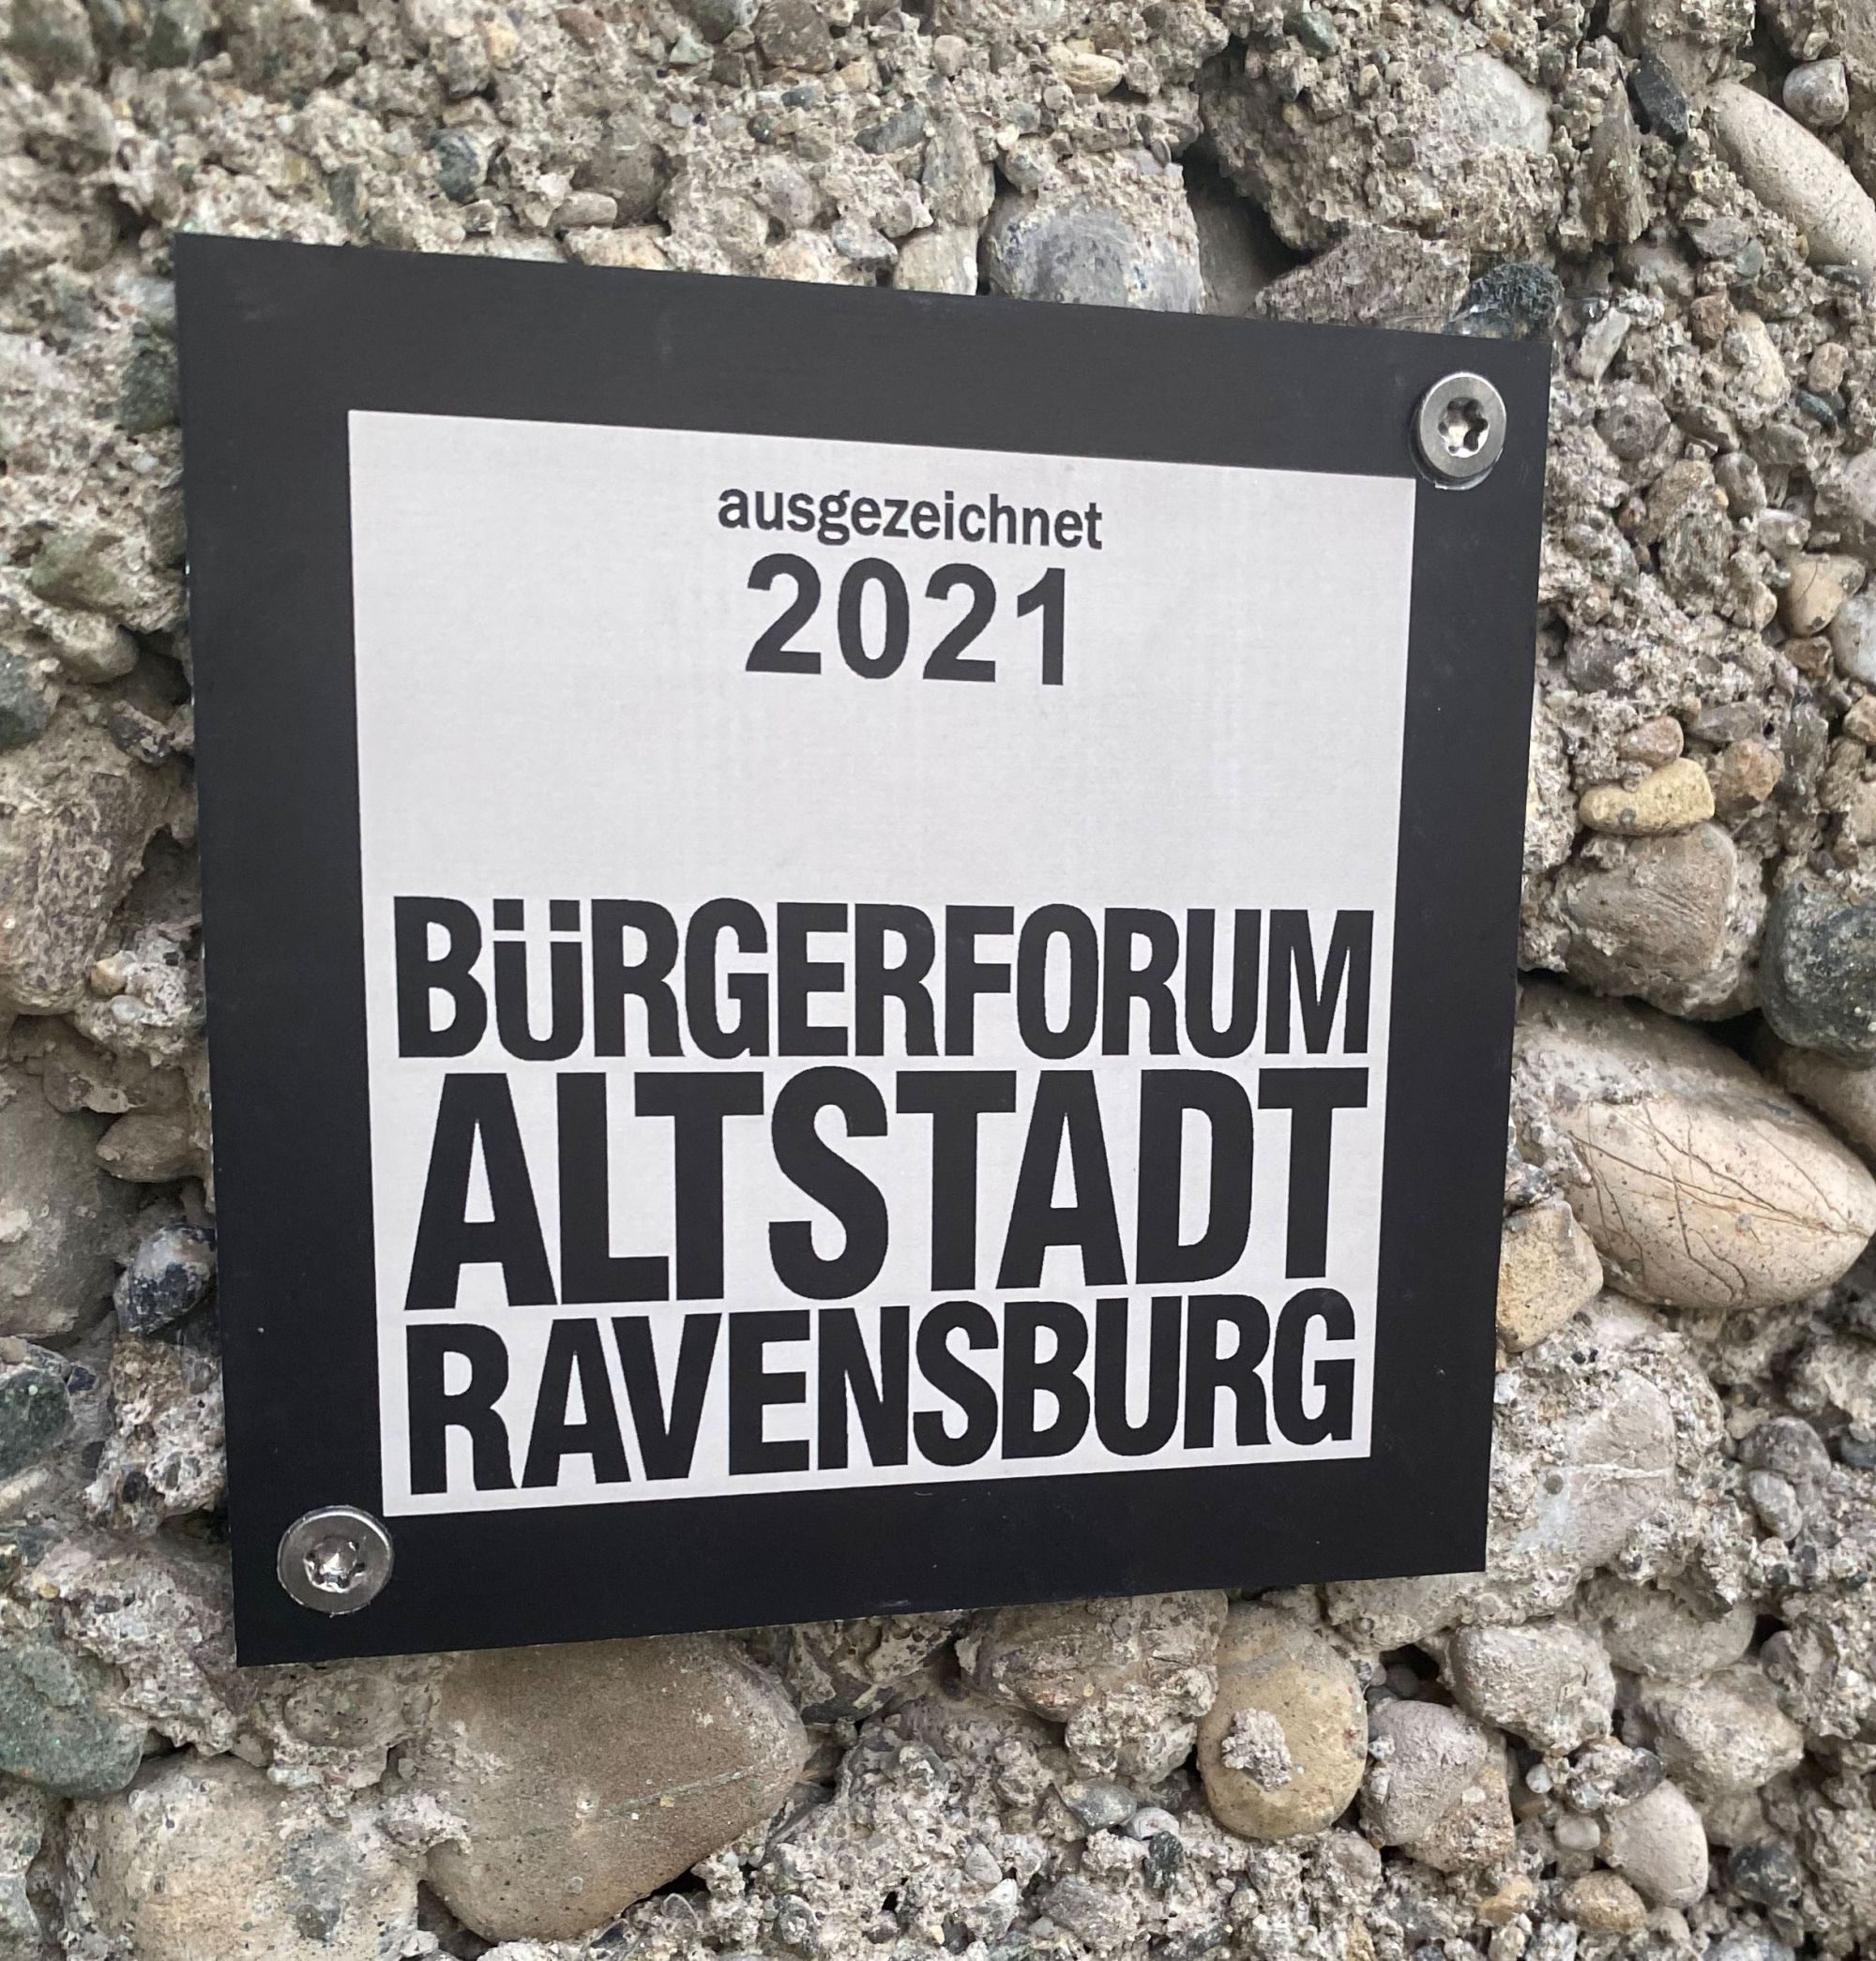 ausgezeichnet
2021
BÜRGERFORUM
ALTSTADT
RAVENSBURG